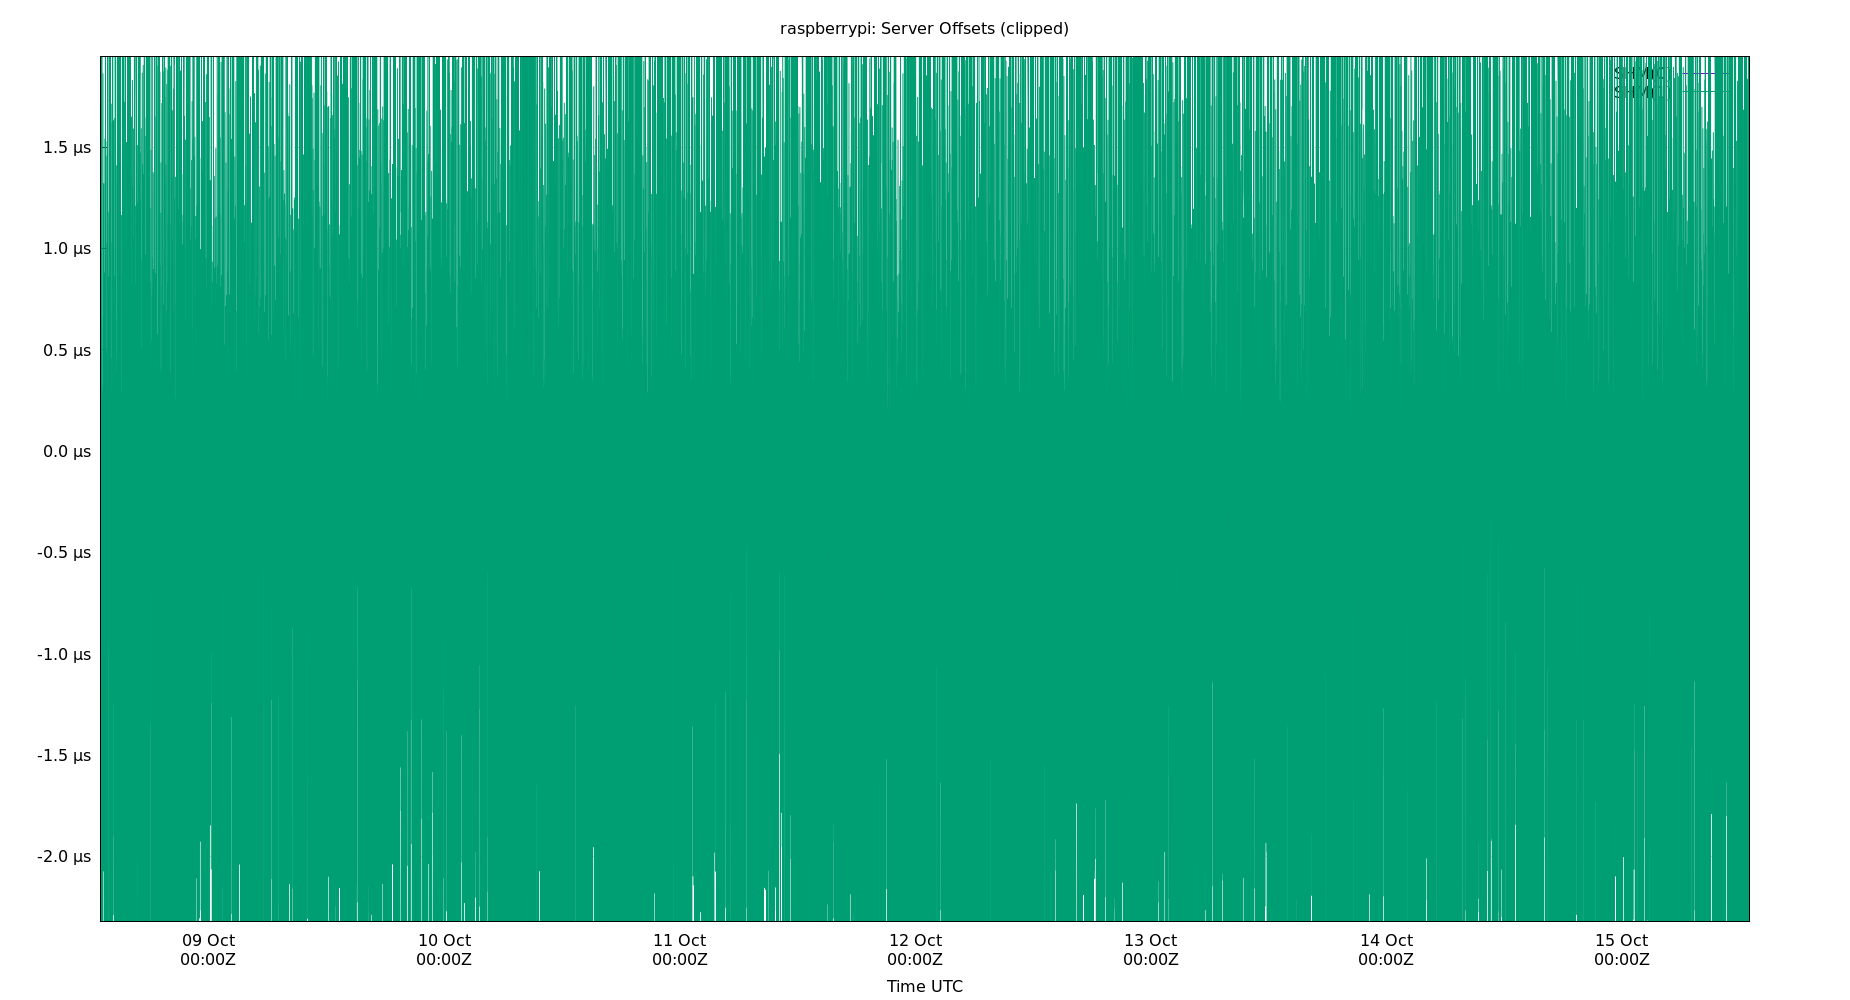 raspberrypi: Server Offsets (clipped)
1.5 µs
1.0 µs
0.5 µs
0.0 µs
-0.5 µs
-1.0 µs
-1.5 µs
-2.0 µs
09 Oct 10 Oct 11 Oct 12 Oct 13 Oct 14 Oct 15 Oct
00:00Z 00:00Z 00:00Z 00:00Z 00:00Z 00:00Z 00:00Z
Time UTC